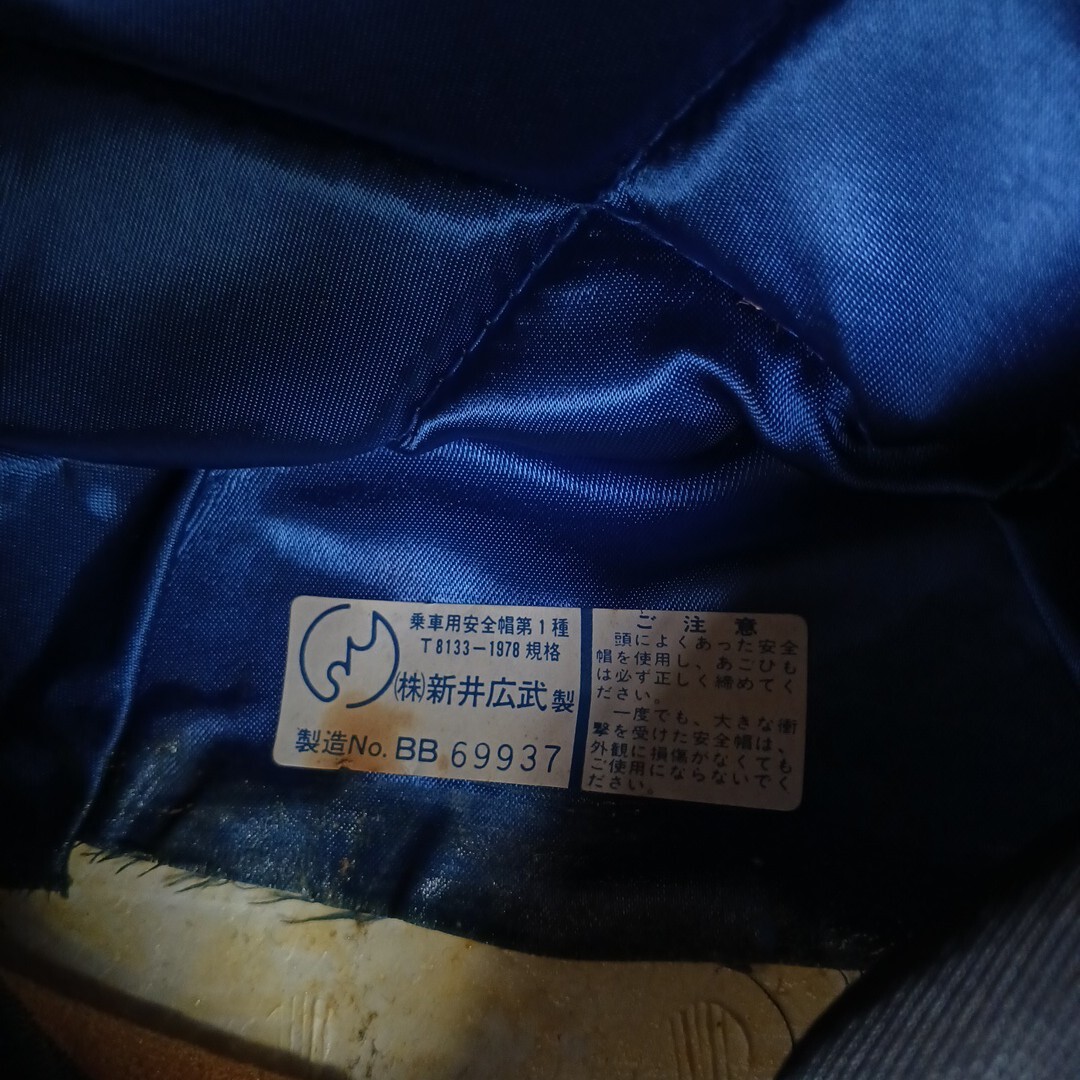 乗車用安全帽第1種
T8133-1978規格
(株)新井広武製
製造No. BB 69937
ご注意
頭によくあった安全
帽を使用し、あごひも
は必ず正しく締めてく
ださい。
一度でも、大きな衝
撃を受けた安全帽は、
外観に損傷がなくても
ご使用にならないでく
ださい。